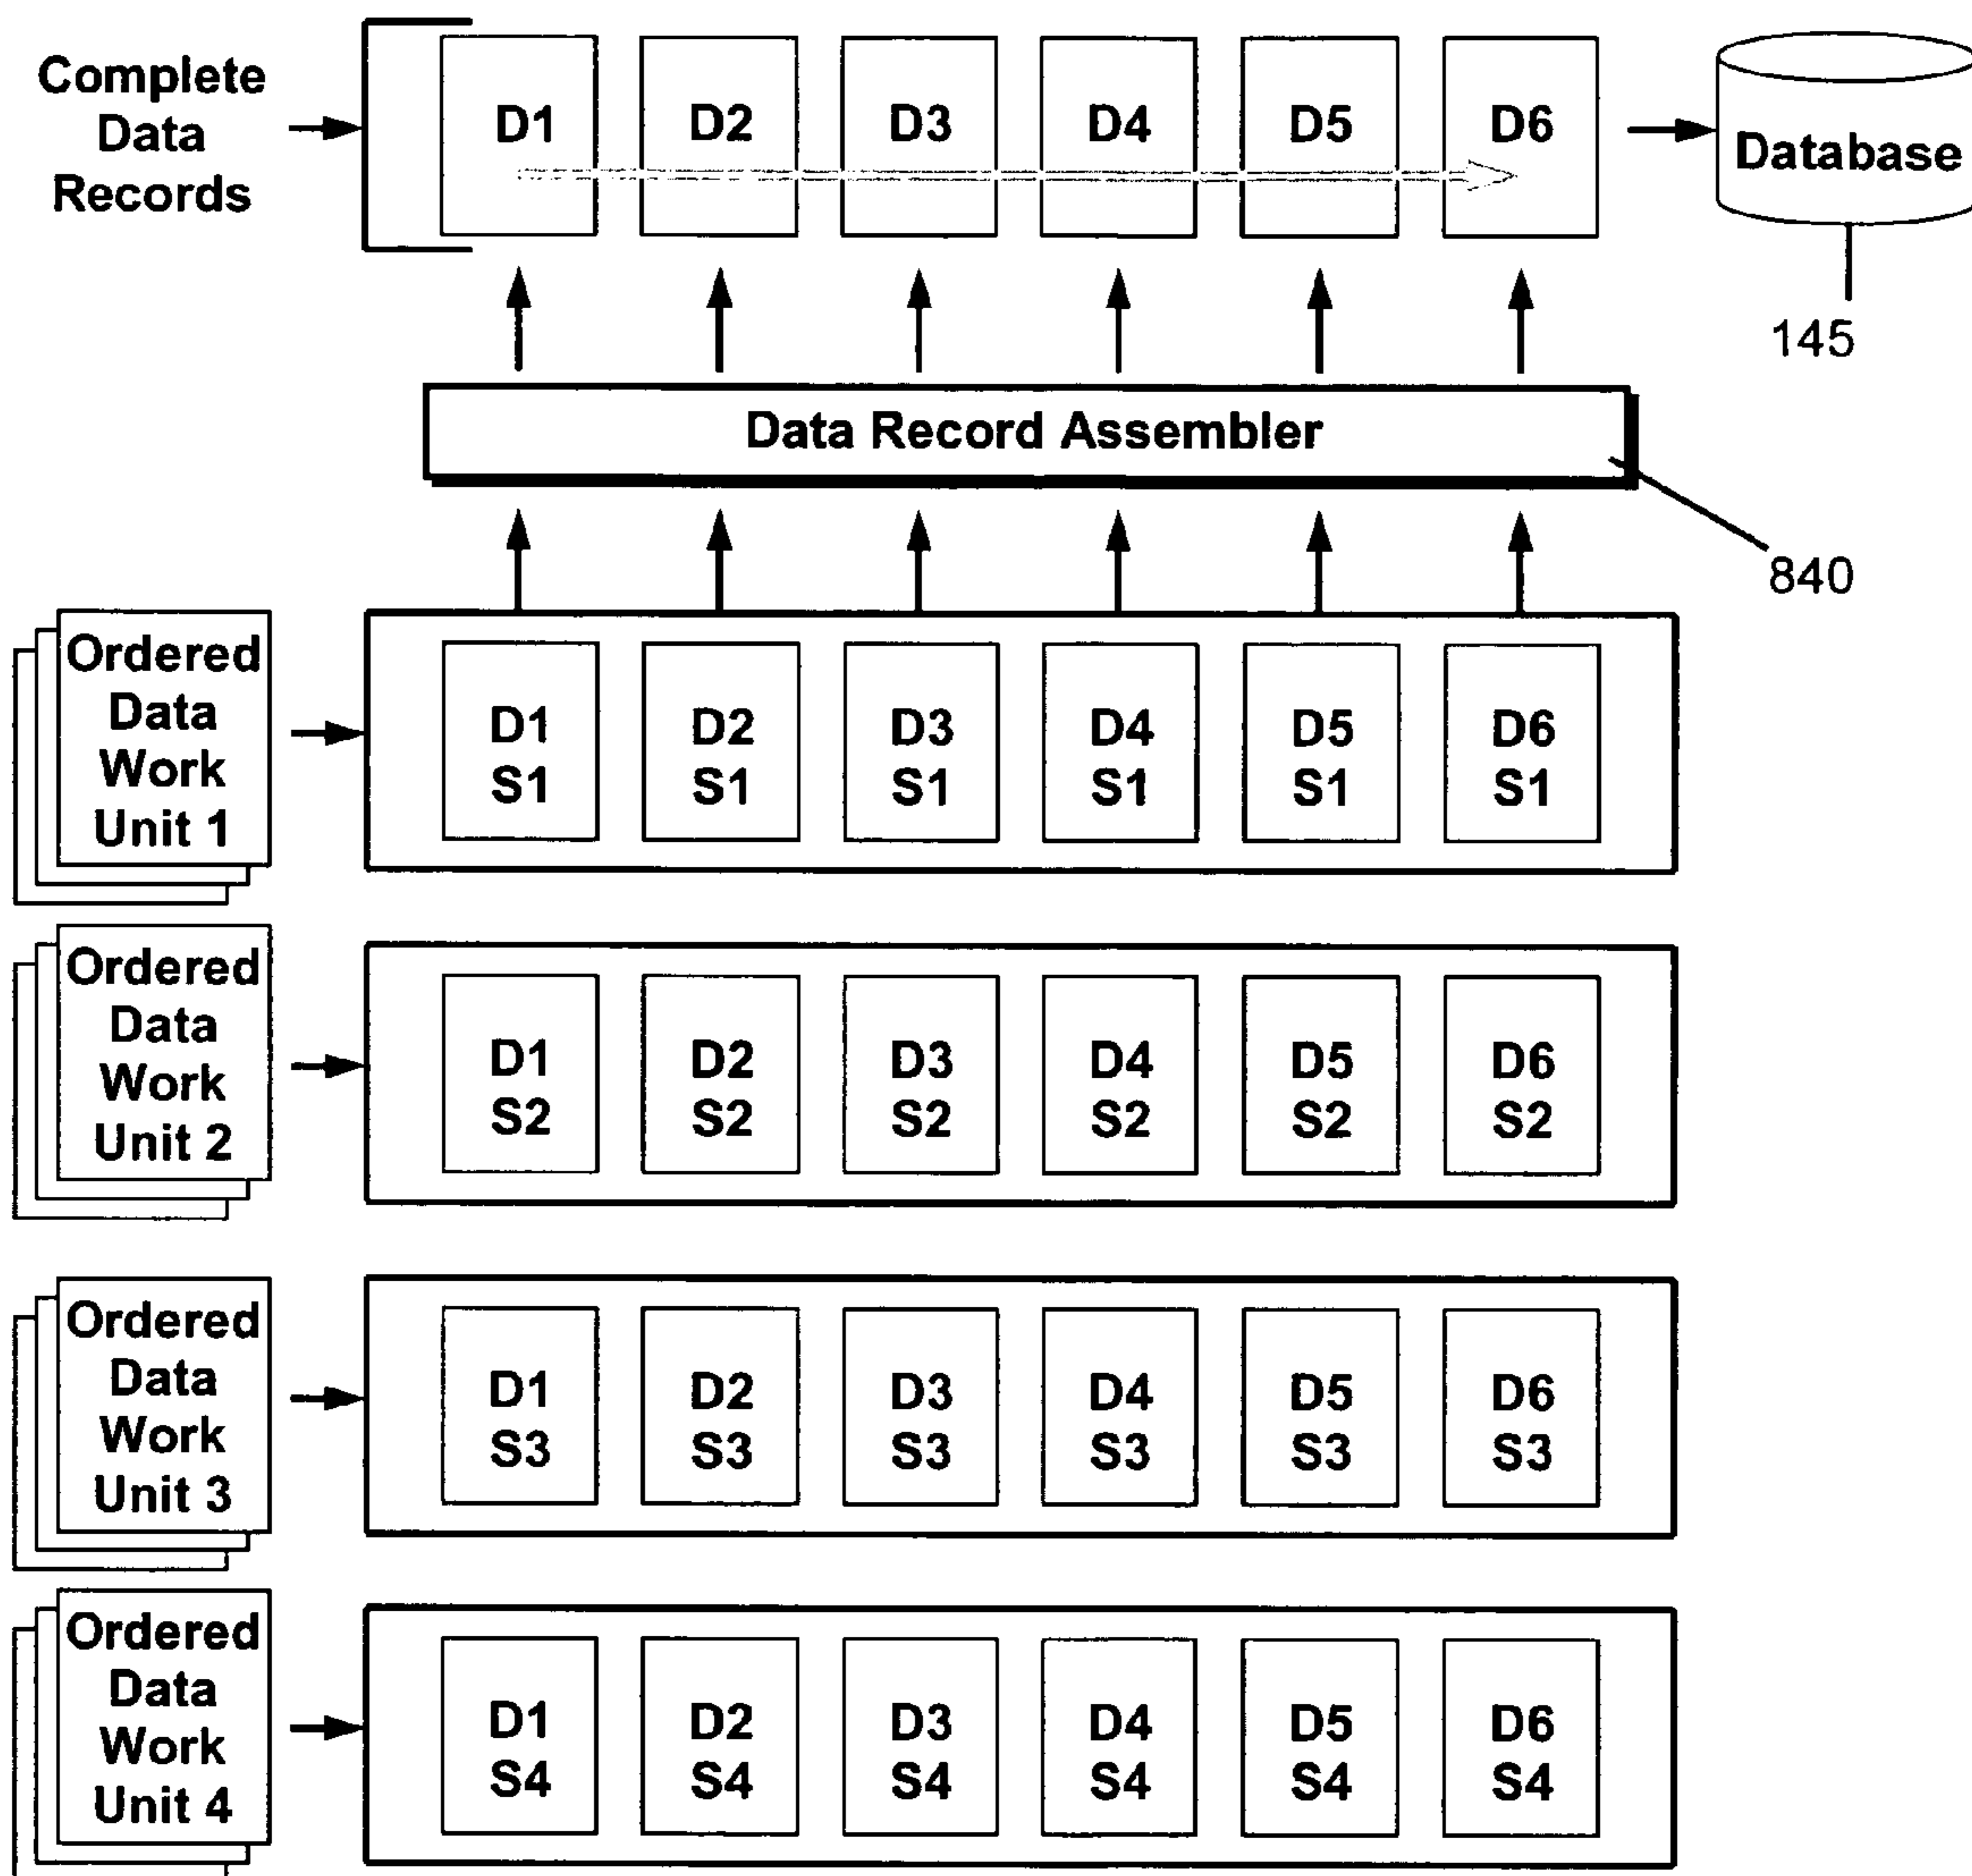 Complete
Data
Records
D1 D2 D3 D4 D5 D6
Database
145
Data Record Assembler
840
Ordered
Data
Work
Unit 1
D1 D2 D3 D4 D5 D6
S1 S1 S1 S1 S1 S1
Ordered
Data
Work
Unit 2
D1 D2 D3 D4 D5 D6
S2 S2 S2 S2 S2 S2
Ordered
Data
Work
Unit 3
D1 D2 D3 D4 D5 D6
S3 S3 S3 S3 S3 S3
Ordered
Data
Work
Unit 4
D1 D2 D3 D4 D5 D6
S4 S4 S4 S4 S4 S4